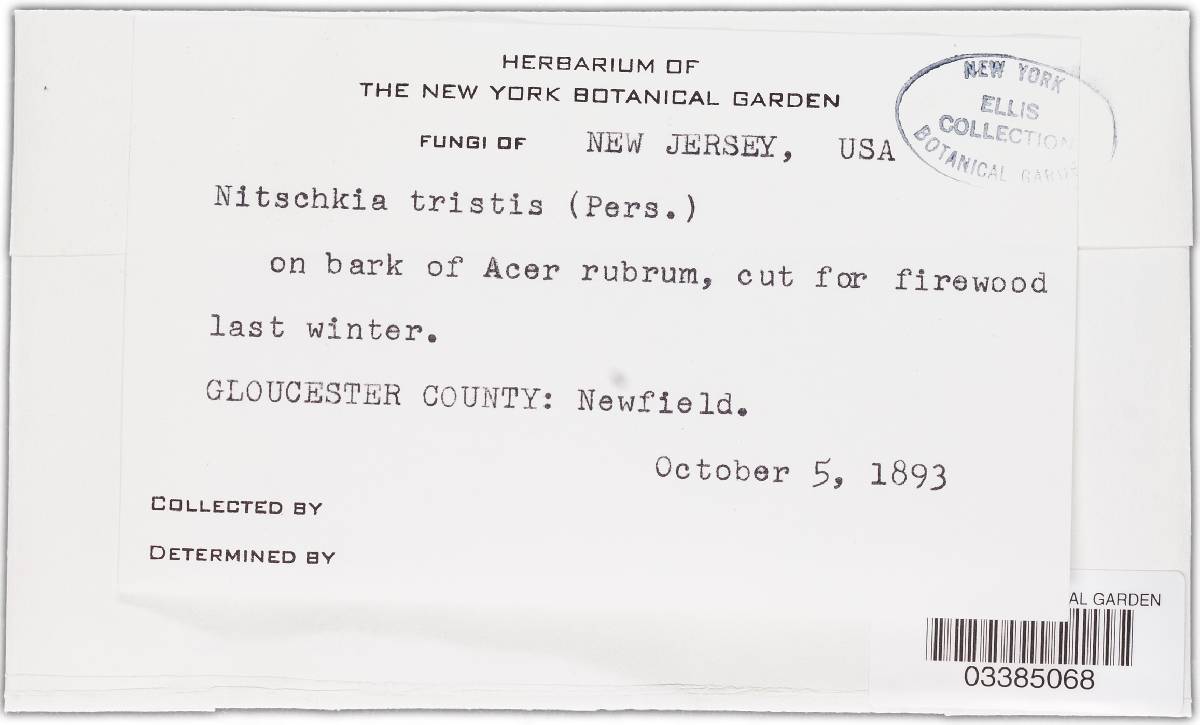 HERBARIUM OF
THE NEW YORK BOTANICAL GARDEN
FUNGI OF NEW JERSEY, USA
NEW YORK
ELLIS
COLLECTION
BOTANICAL GARDEN
Nitschkia tristis (Pers.)
on bark of Acer rubrum, cut for firewood
last winter.
GLOUCESTER COUNTY: Newfield.
October 5, 1893
COLLECTED BY
DETERMINED BY
AL GARDEN
03385068